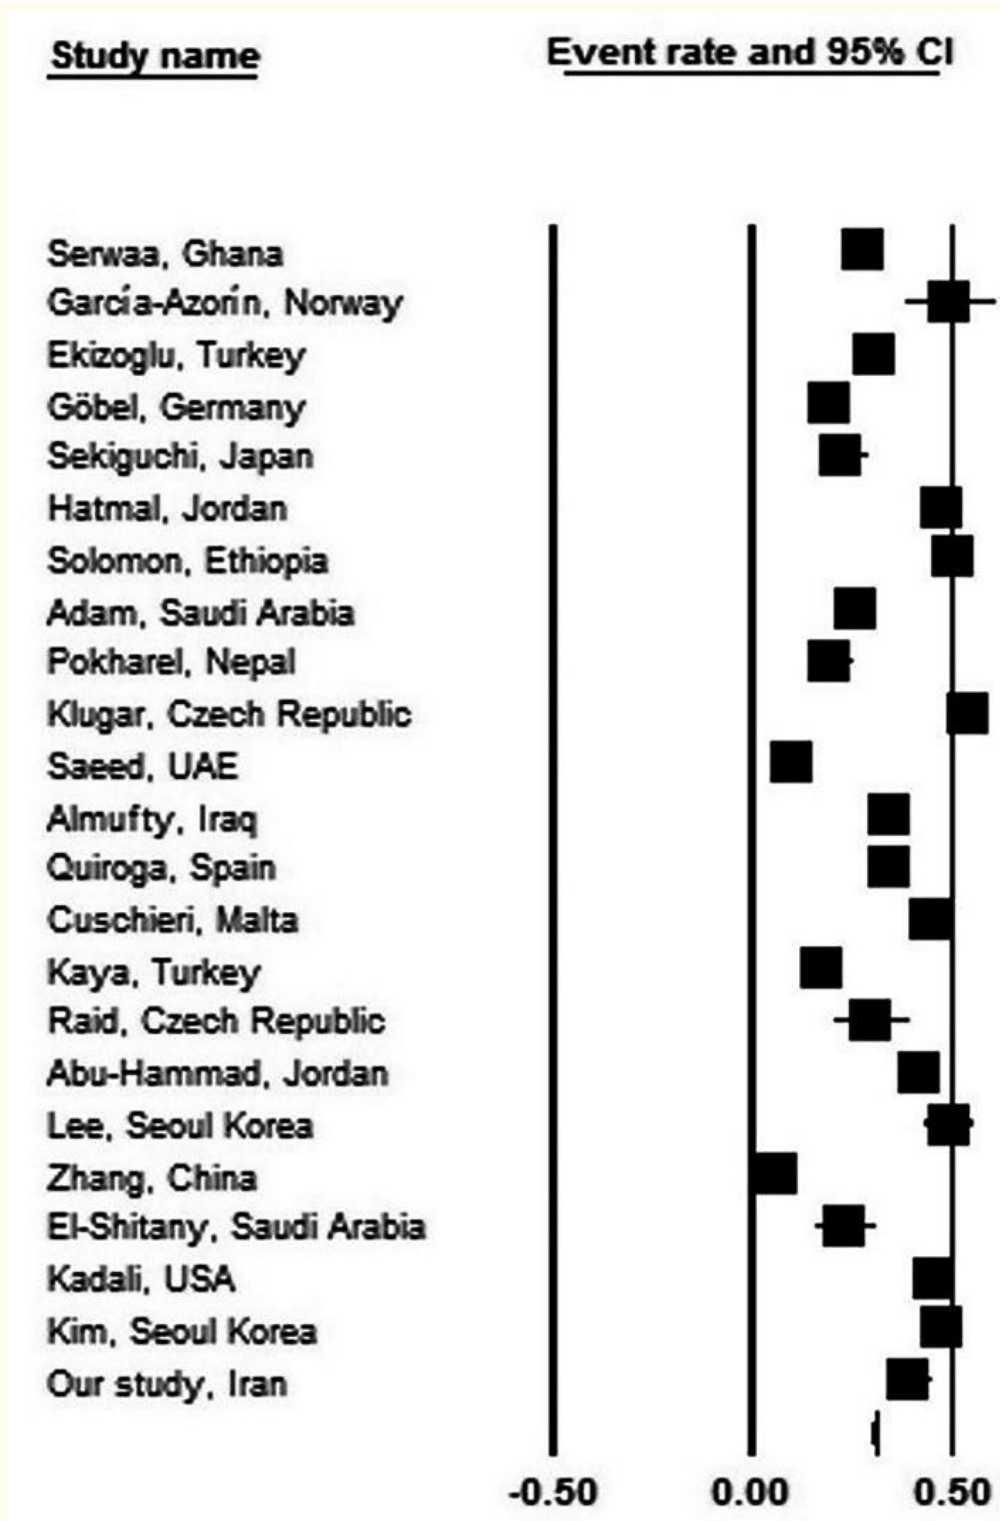 Study name
Event rate and 95% CI
Serwaa, Ghana
García-Azorín, Norway
Ekizoglu, Turkey
Göbel, Germany
Sekiguchi, Japan
Hatmal, Jordan
Solomon, Ethiopia
Adam, Saudi Arabia
Pokharel, Nepal
Klugar, Czech Republic
Saeed, UAE
Almufty, Iraq
Quiroga, Spain
Cuschieri, Malta
Kaya, Turkey
Raid, Czech Republic
Abu-Hammad, Jordan
Lee, Seoul Korea
Zhang, China
El-Shitany, Saudi Arabia
Kadali, USA
Kim, Seoul Korea
Our study, Iran
-0.50 0.00 0.50